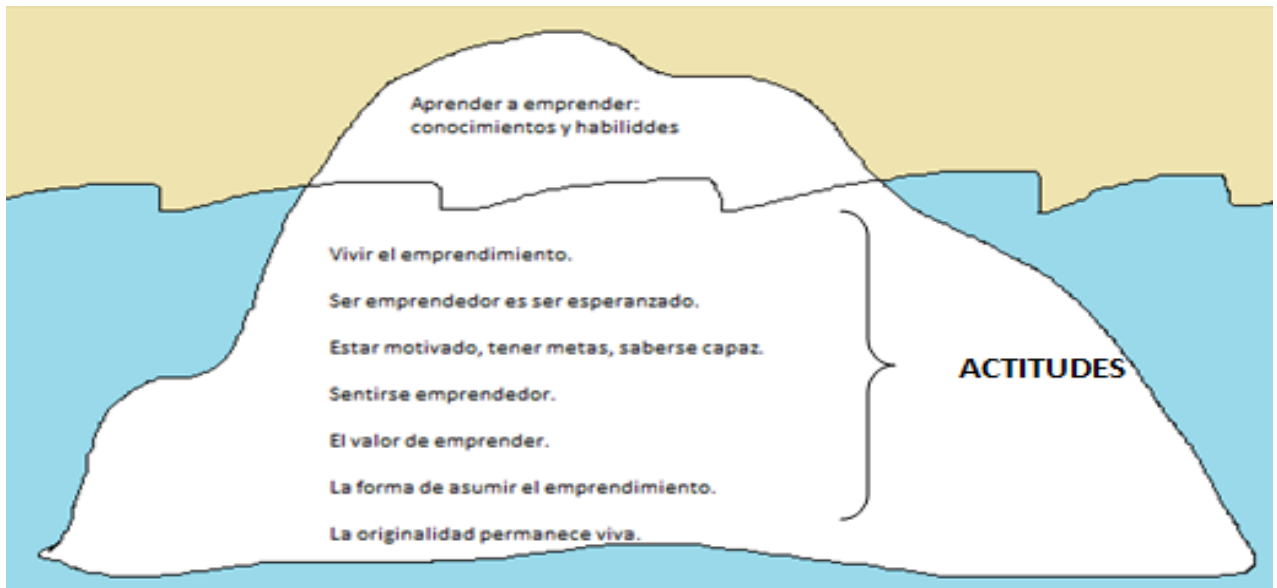 Aprender a emprender:
conocimientos y habiliddes
Vivir el emprendimiento.
Ser emprendedor es ser esperanzado.
Estar motivado, tener metas, saberse capaz.
ACTITUDES
Sentirse emprendedor.
El valor de emprender.
La forma de asumir el emprendimiento.
La originalidad permanece viva.